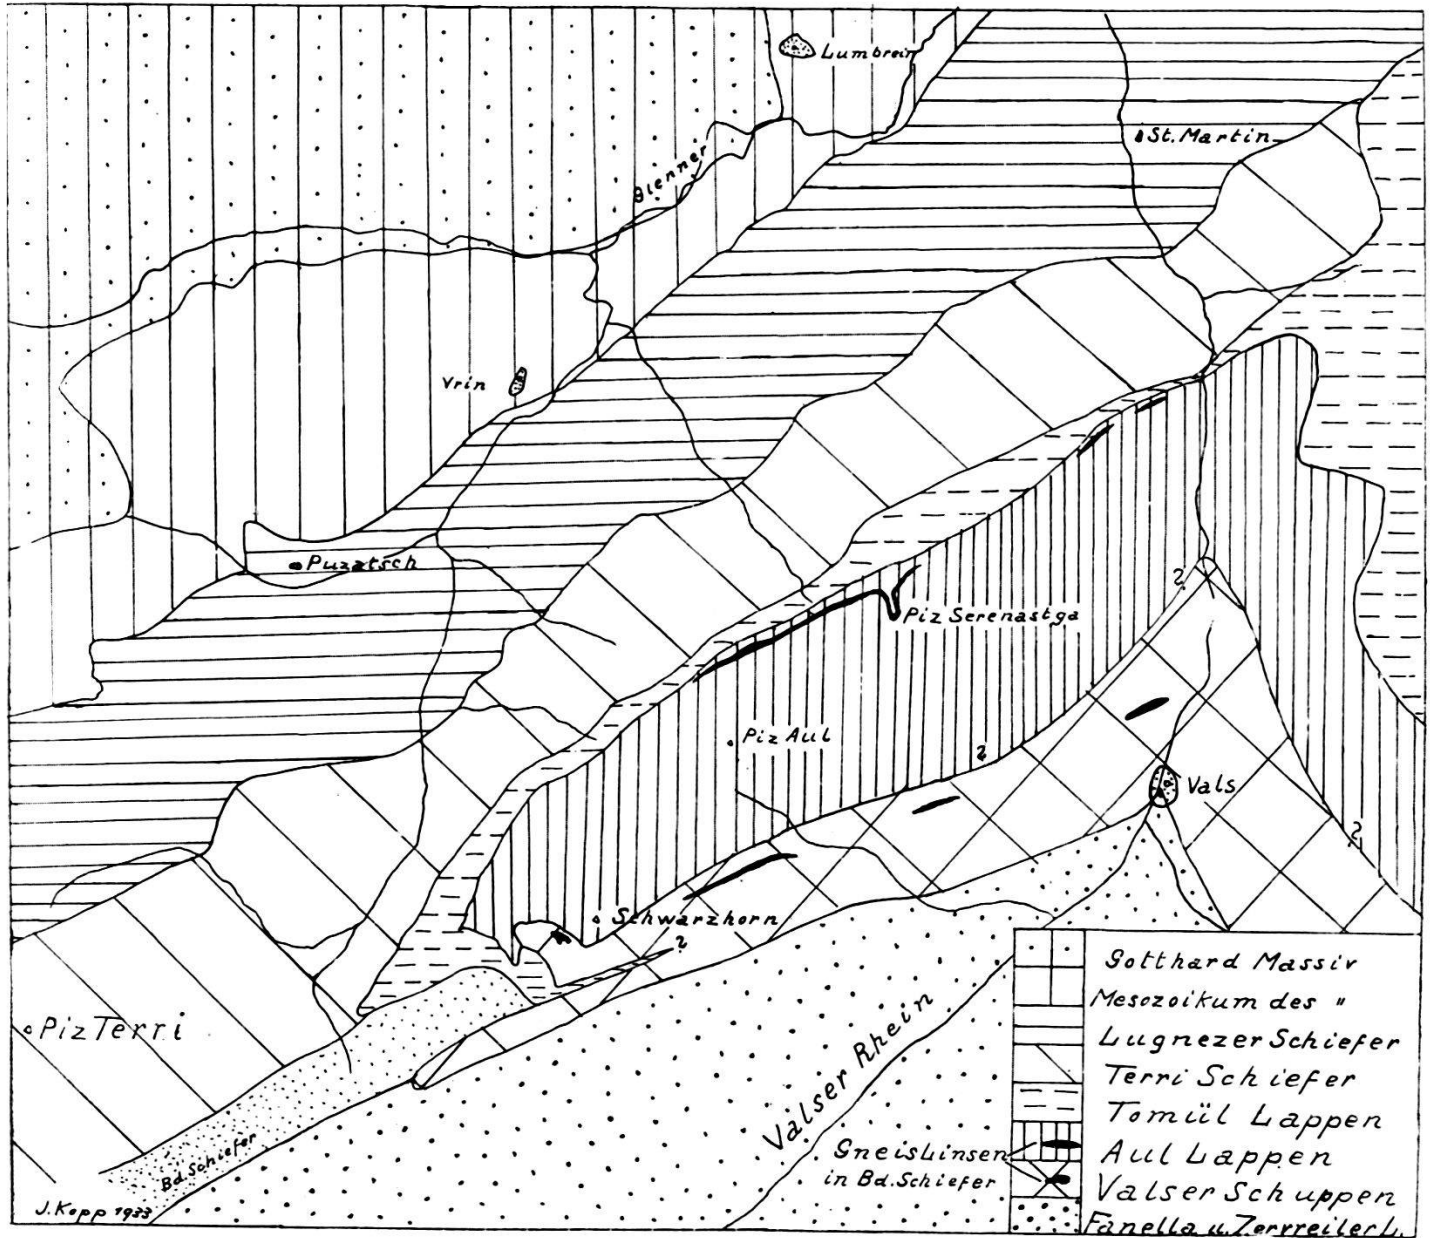 Lumbrein
St. Martin
Glenner
Vrin
Puzatsch
Piz Serenastga
?
Piz Aul
?
Vals
?
Schwarzhorn
?
Piz Terri
Valser Rhein
Bd. Schiefer
J. Kopp 1933
Gotthard Massiv
Mesozoikum des "
Lugnezer Schiefer
Terri Schiefer
Tomül Lappen
Gneislinsen
in Bd. Schiefer
Aul Lappen
Valser Schuppen
Fanella u. Zervreiler L.